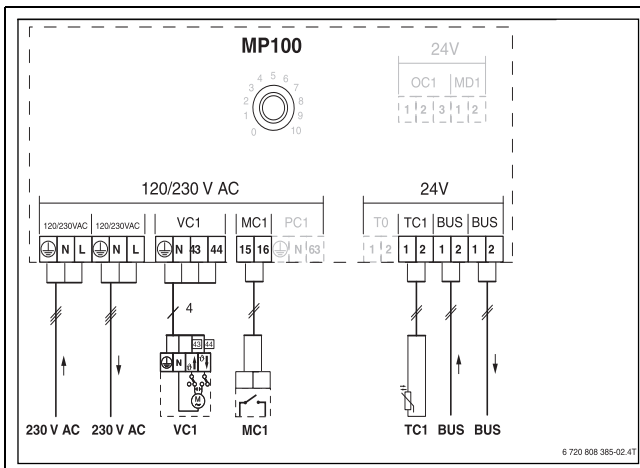 MP100
24V
OC1 MD1
1 2 3 1 2
0 1 2 3 4 5 6 7 8 9 10
120/230 V AC 24V
120/230VAC 120/230VAC VC1 MC1 PC1 T0 TC1 BUS BUS
N L N L N 43 44 15 16 N 63 1 2 1 2 1 2 1 2
4
43 44
N ϑ ϑ
M
~
230 V AC 230 V AC VC1 MC1 TC1 BUS BUS
6 720 808 385-02.4T